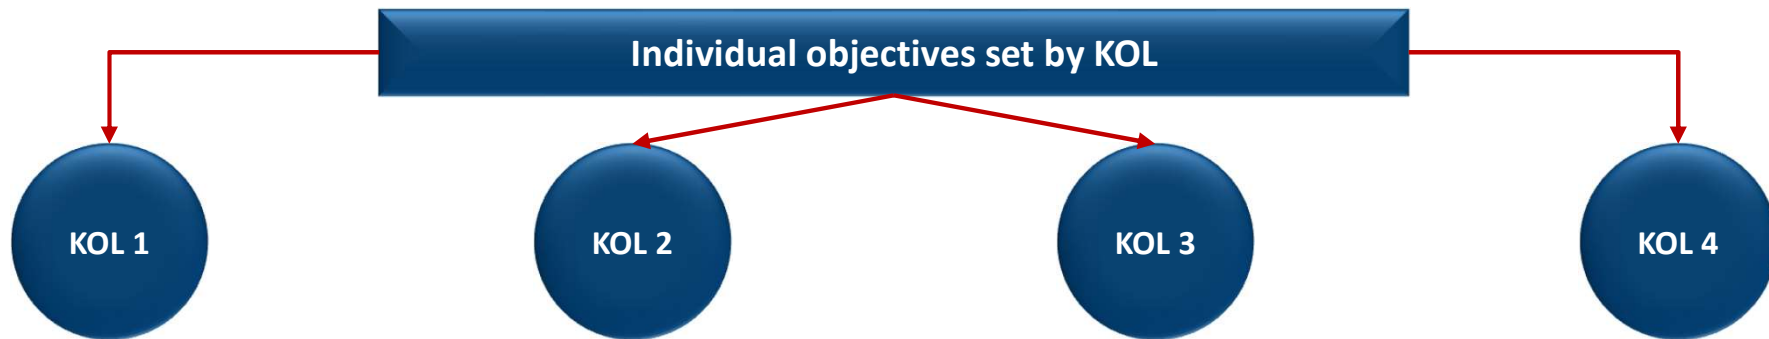 Individual objectives set by KOL
KOL 1
KOL 2
KOL 3
KOL 4